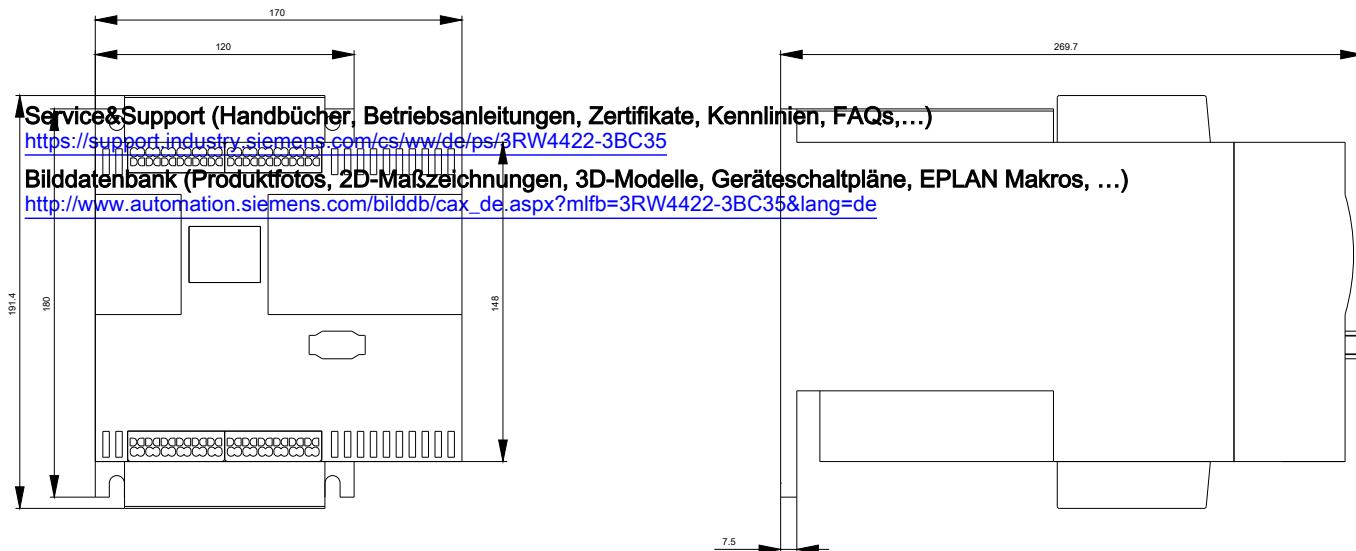 170
120
269.7
Service&Support (Handbücher, Betriebsanleitungen, Zertifikate, Kennlinien, FAQs,...)
https://support.industry.siemens.com/cs/ww/de/ps/3RW4422-3BC35
Bilddatenbank (Produktfotos, 2D-Maßzeichnungen, 3D-Modelle, Geräteschaltpläne, EPLAN Makros, ...)
http://www.automation.siemens.com/bilddb/cax_de.aspx?mlfb=3RW4422-3BC35&lang=de
191.4
180
148
7.5